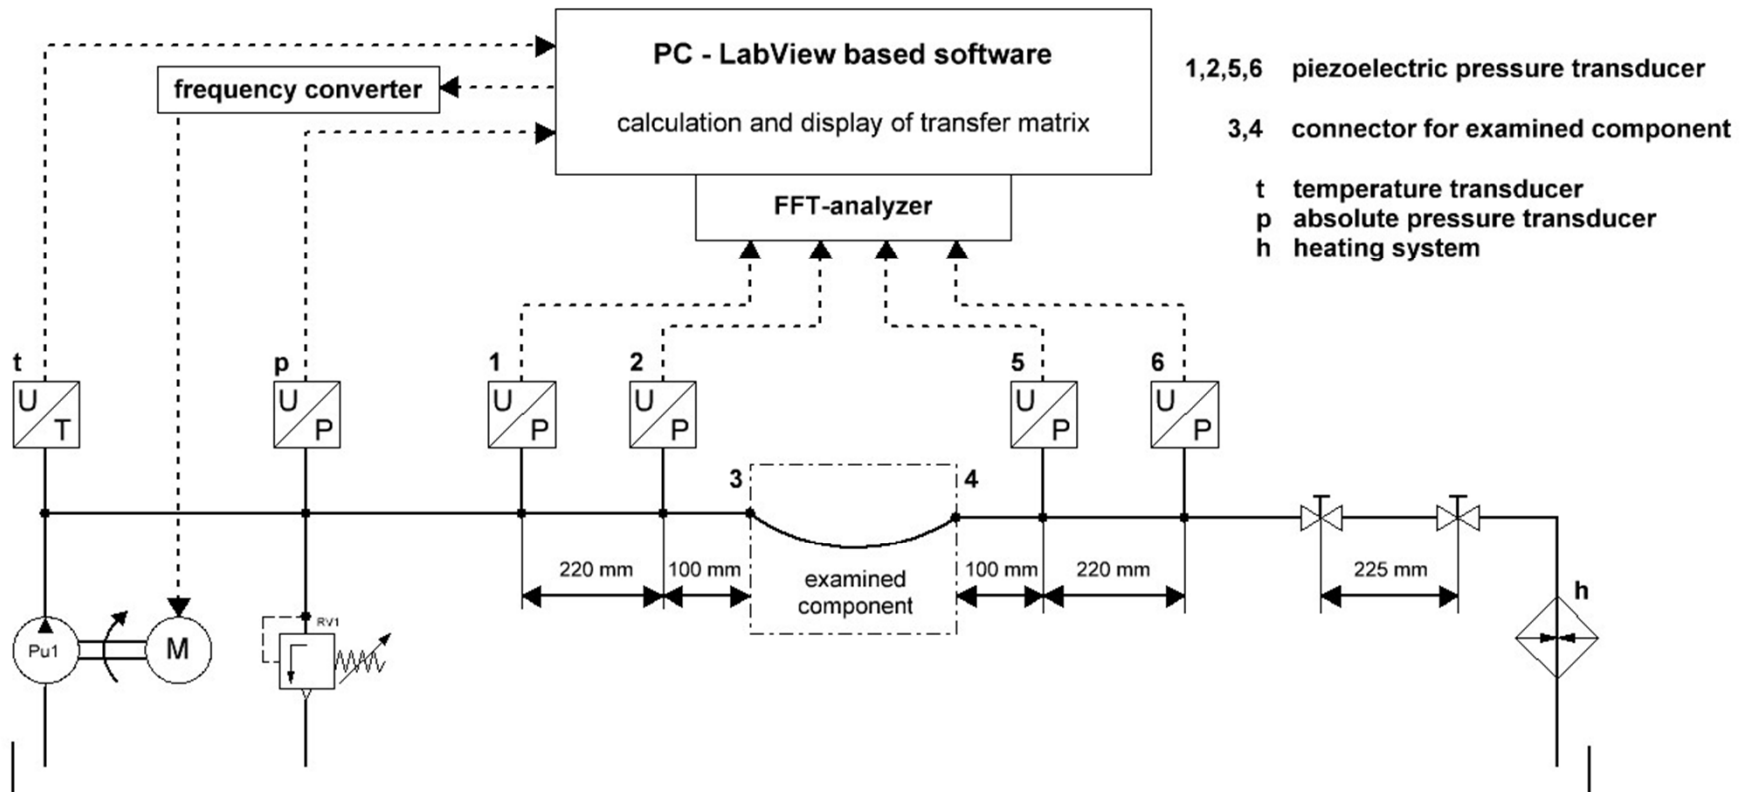 PC - LabView based software
calculation and display of transfer matrix
frequency converter
FFT-analyzer
1,2,5,6 piezoelectric pressure transducer
3,4 connector for examined component
t temperature transducer
p absolute pressure transducer
h heating system
t
p
1
2
5
6
U
T
U
P
U
P
U
P
U
P
U
P
3
4
220 mm
100 mm
examined
component
100 mm
220 mm
225 mm
h
Pu1
M
RV1